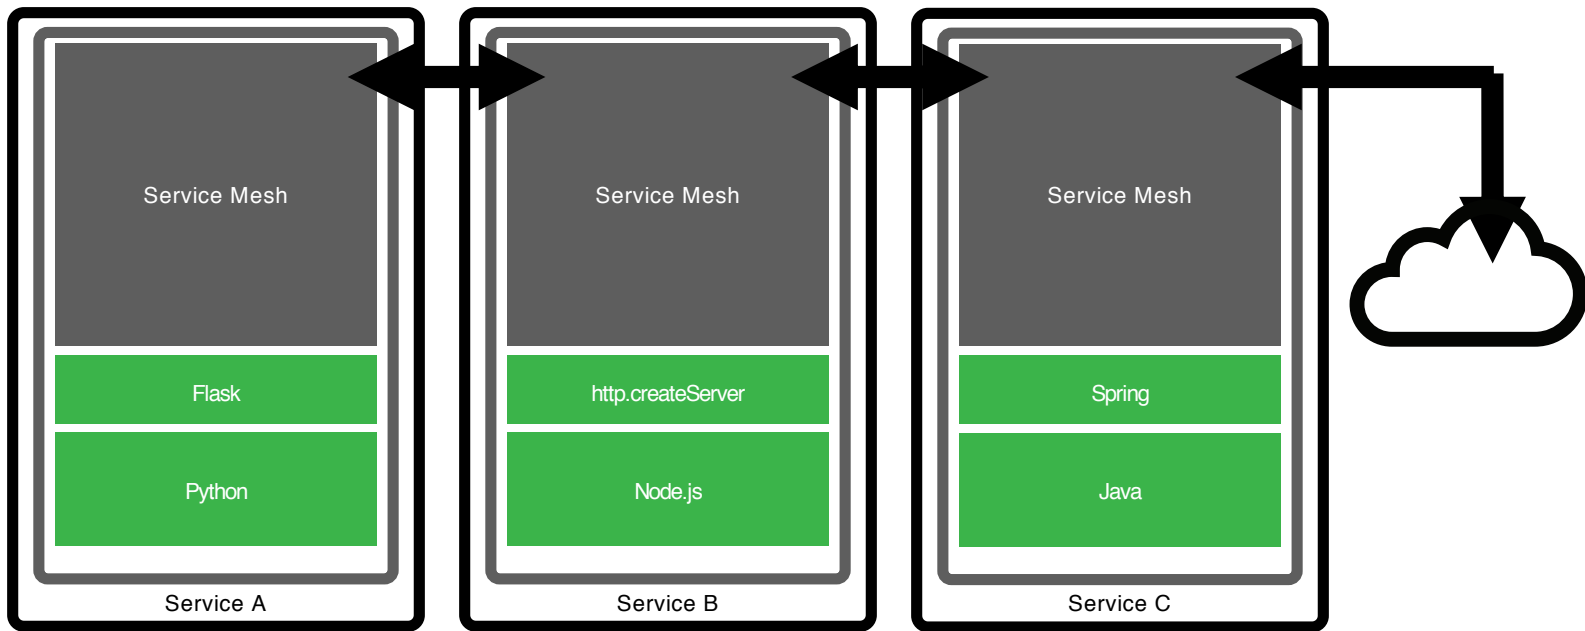 Service Mesh
Service Mesh
Service Mesh
Flask
http.createServer
Spring
Python
Node.js
Java
Service A
Service B
Service C